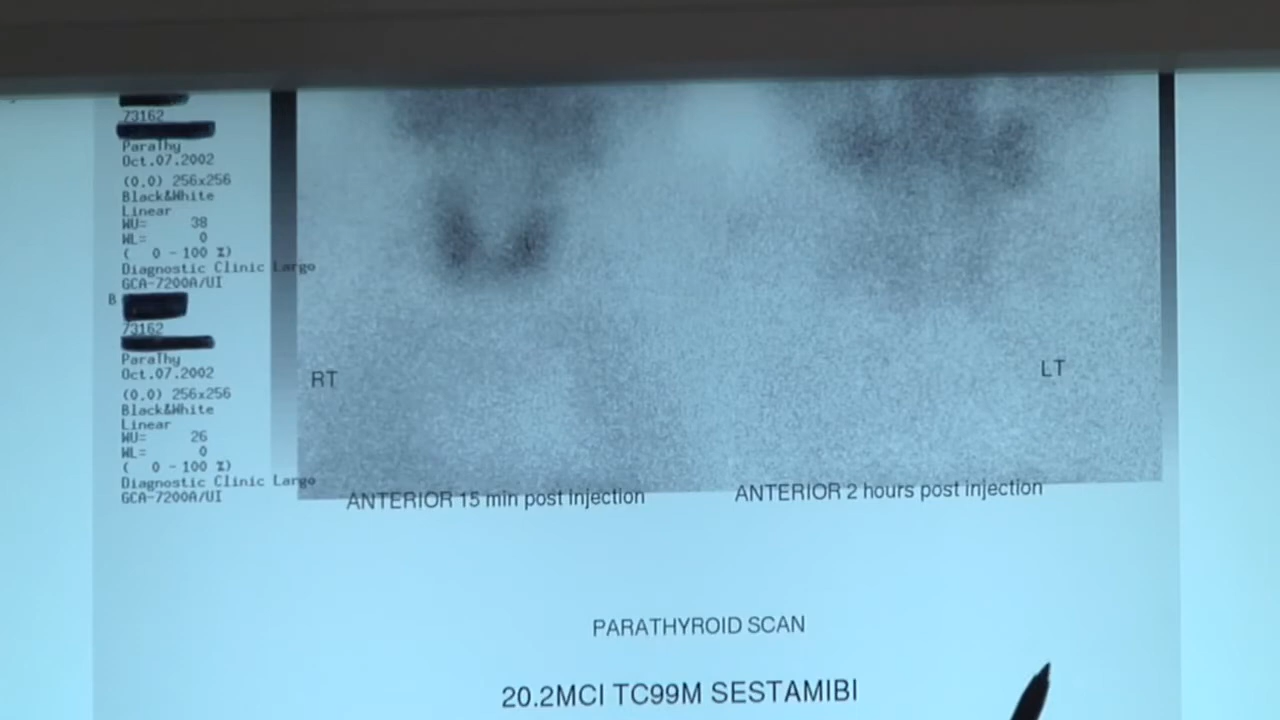 73162
ParaThy
Oct.07.2002
(0.0) 256x256
Black&White
Linear
WU= 38
WL= 0
( 0 - 100 %)
Diagnostic Clinic Largo
GCA-7200A/UI
B
73162
ParaThy
Oct.07.2002
(0.0) 256x256
Black&White
Linear
WU= 26
WL= 0
( 0 - 100 %)
Diagnostic Clinic Largo
GCA-7200A/UI
RT
LT
ANTERIOR 15 min post injection
ANTERIOR 2 hours post injection
PARATHYROID SCAN
20.2MCI TC99M SESTAMIBI